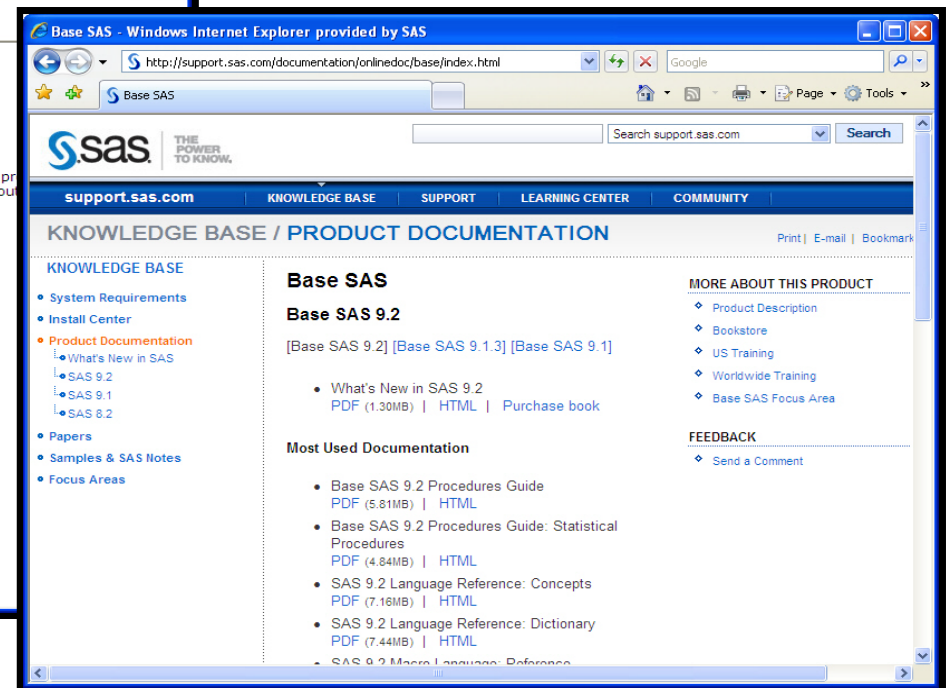 pr
out
Base SAS - Windows Internet Explorer provided by SAS
http://support.sas.com/documentation/onlinedoc/base/index.html
Google
Base SAS
Page
Tools
»
sas
THE
POWER
TO KNOW.
Search support.sas.com
Search
support.sas.com
KNOWLEDGE BASE
SUPPORT
LEARNING CENTER
COMMUNITY
KNOWLEDGE BASE / PRODUCT DOCUMENTATION
Print | E-mail | Bookmark
KNOWLEDGE BASE
System Requirements
Install Center
Product Documentation
What's New in SAS
SAS 9.2
SAS 9.1
SAS 8.2
Papers
Samples & SAS Notes
Focus Areas
Base SAS
Base SAS 9.2
[Base SAS 9.2] [Base SAS 9.1.3] [Base SAS 9.1]
What's New in SAS 9.2
PDF (1.30MB) | HTML | Purchase book
Most Used Documentation
Base SAS 9.2 Procedures Guide
PDF (5.81MB) | HTML
Base SAS 9.2 Procedures Guide: Statistical
Procedures
PDF (4.84MB) | HTML
SAS 9.2 Language Reference: Concepts
PDF (7.16MB) | HTML
SAS 9.2 Language Reference: Dictionary
PDF (7.44MB) | HTML
SAS 9.2 Macro Language: Reference
MORE ABOUT THIS PRODUCT
Product Description
Bookstore
US Training
Worldwide Training
Base SAS Focus Area
FEEDBACK
Send a Comment